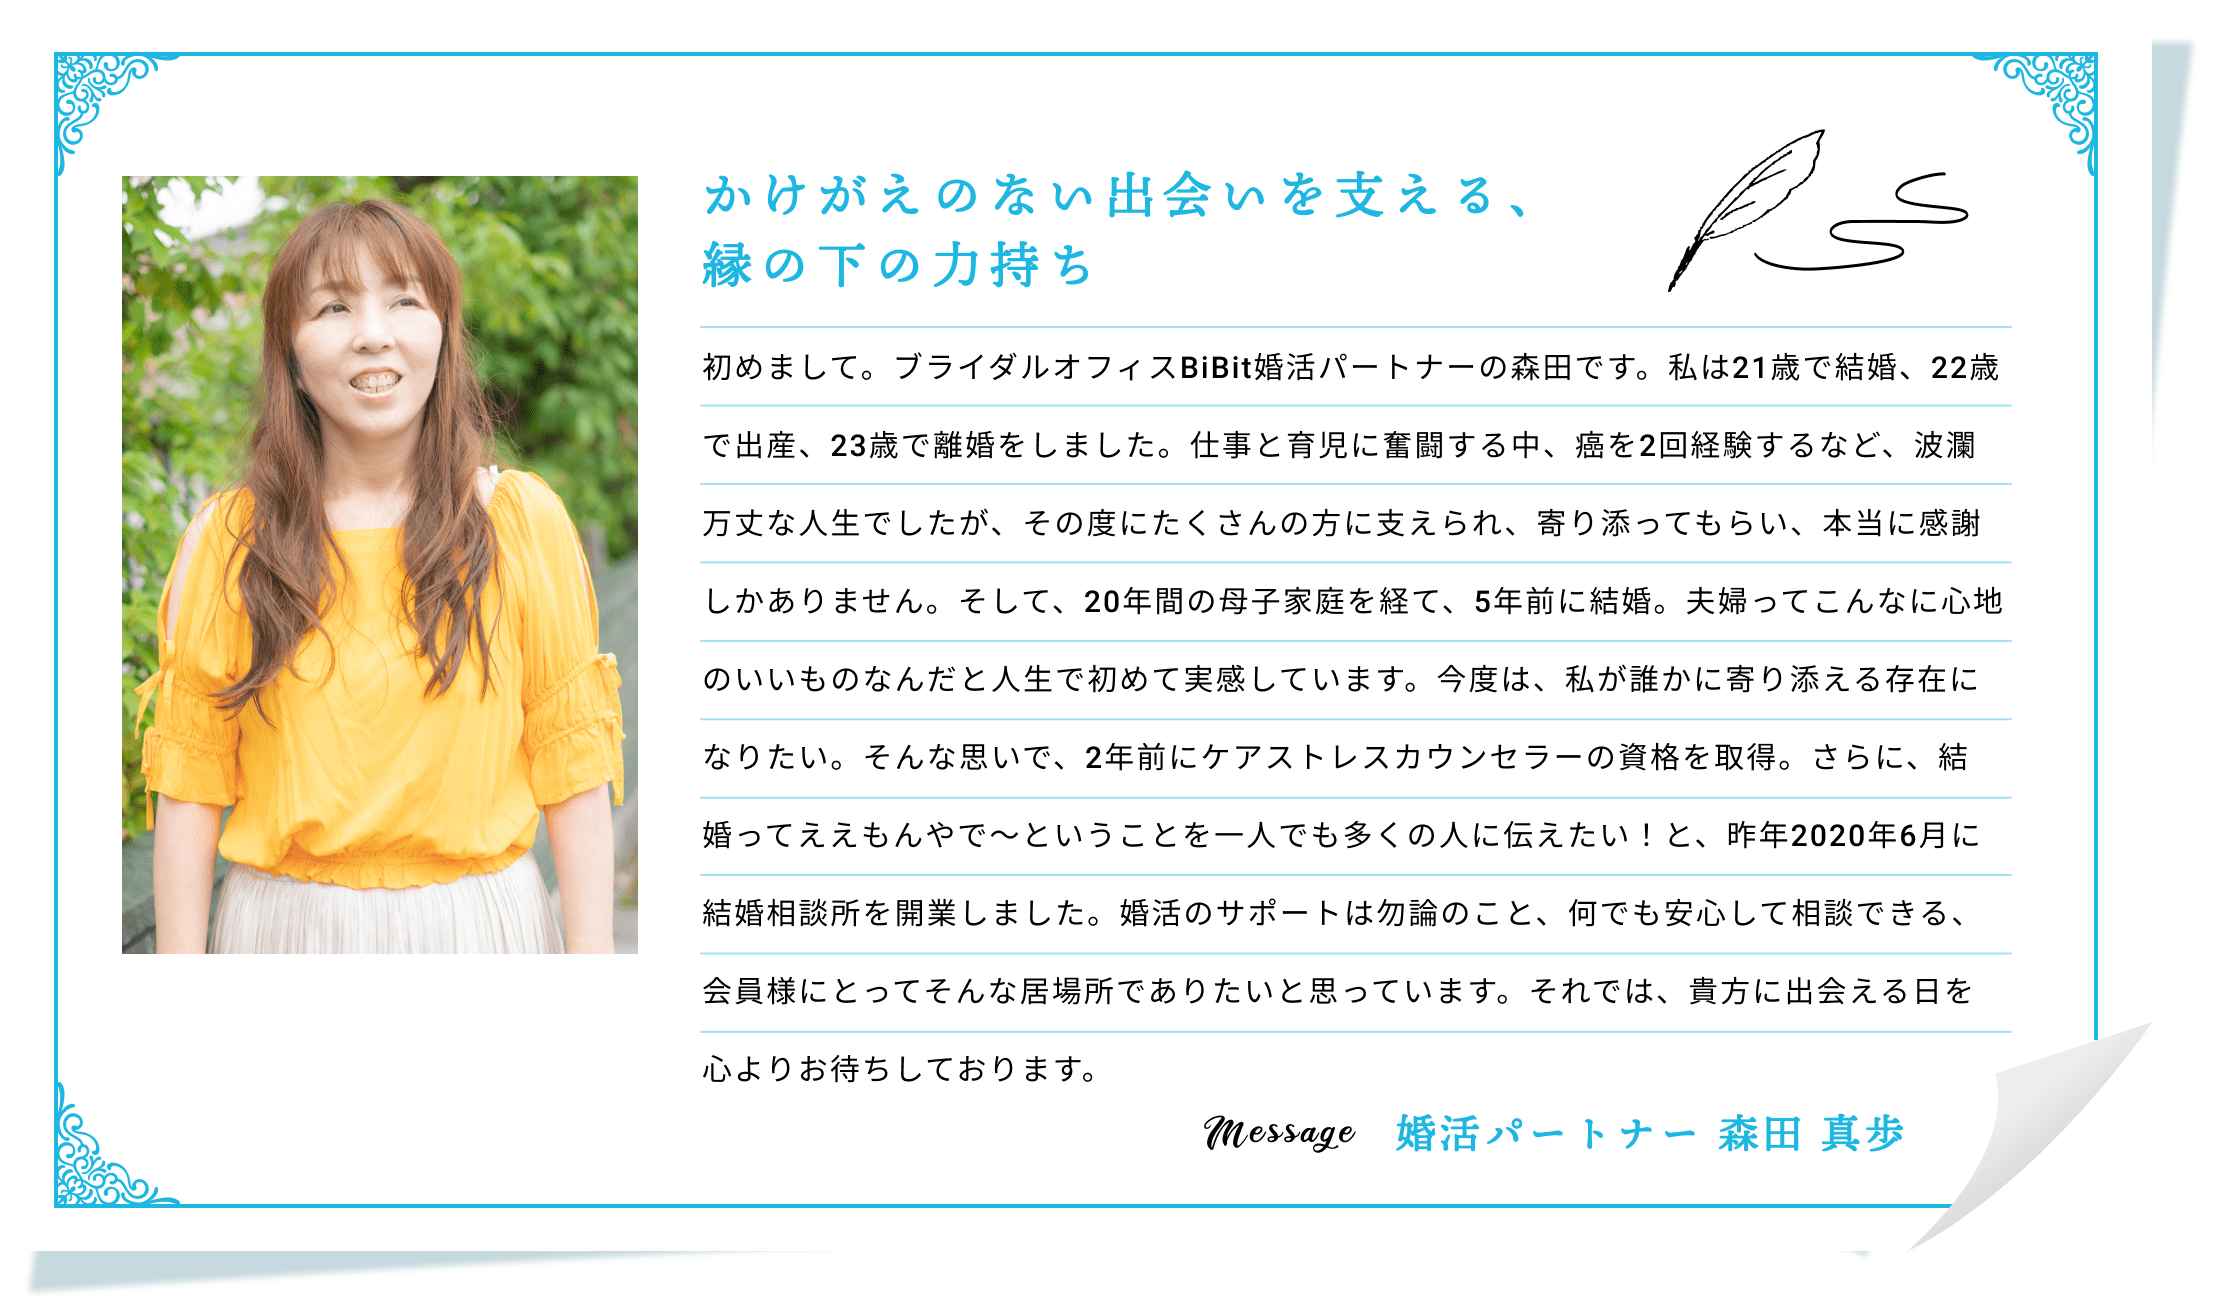 かけがえのない出会いを支える、
縁の下の力持ち
初めまして。ブライダルオフィスBiBit婚活パートナーの森田です。私は21歳で結婚、22歳
で出産、23歳で離婚をしました。仕事と育児に奮闘する中、癌を2回経験するなど、波瀾
万丈な人生でしたが、その度にたくさんの方に支えられ、寄り添ってもらい、本当に感謝
しかありません。そして、20年間の母子家庭を経て、5年前に結婚。夫婦ってこんなに心地
のいいものなんだと人生で初めて実感しています。今度は、私が誰かに寄り添える存在に
なりたい。そんな思いで、2年前にケアストレスカウンセラーの資格を取得。さらに、結
婚ってええもんやで〜ということを一人でも多くの人に伝えたい！と、昨年2020年6月に
結婚相談所を開業しました。婚活のサポートは勿論のこと、何でも安心して相談できる、
会員様にとってそんな居場所でありたいと思っています。それでは、貴方に出会える日を
心よりお待ちしております。
Message 婚活パートナー 森田 真歩